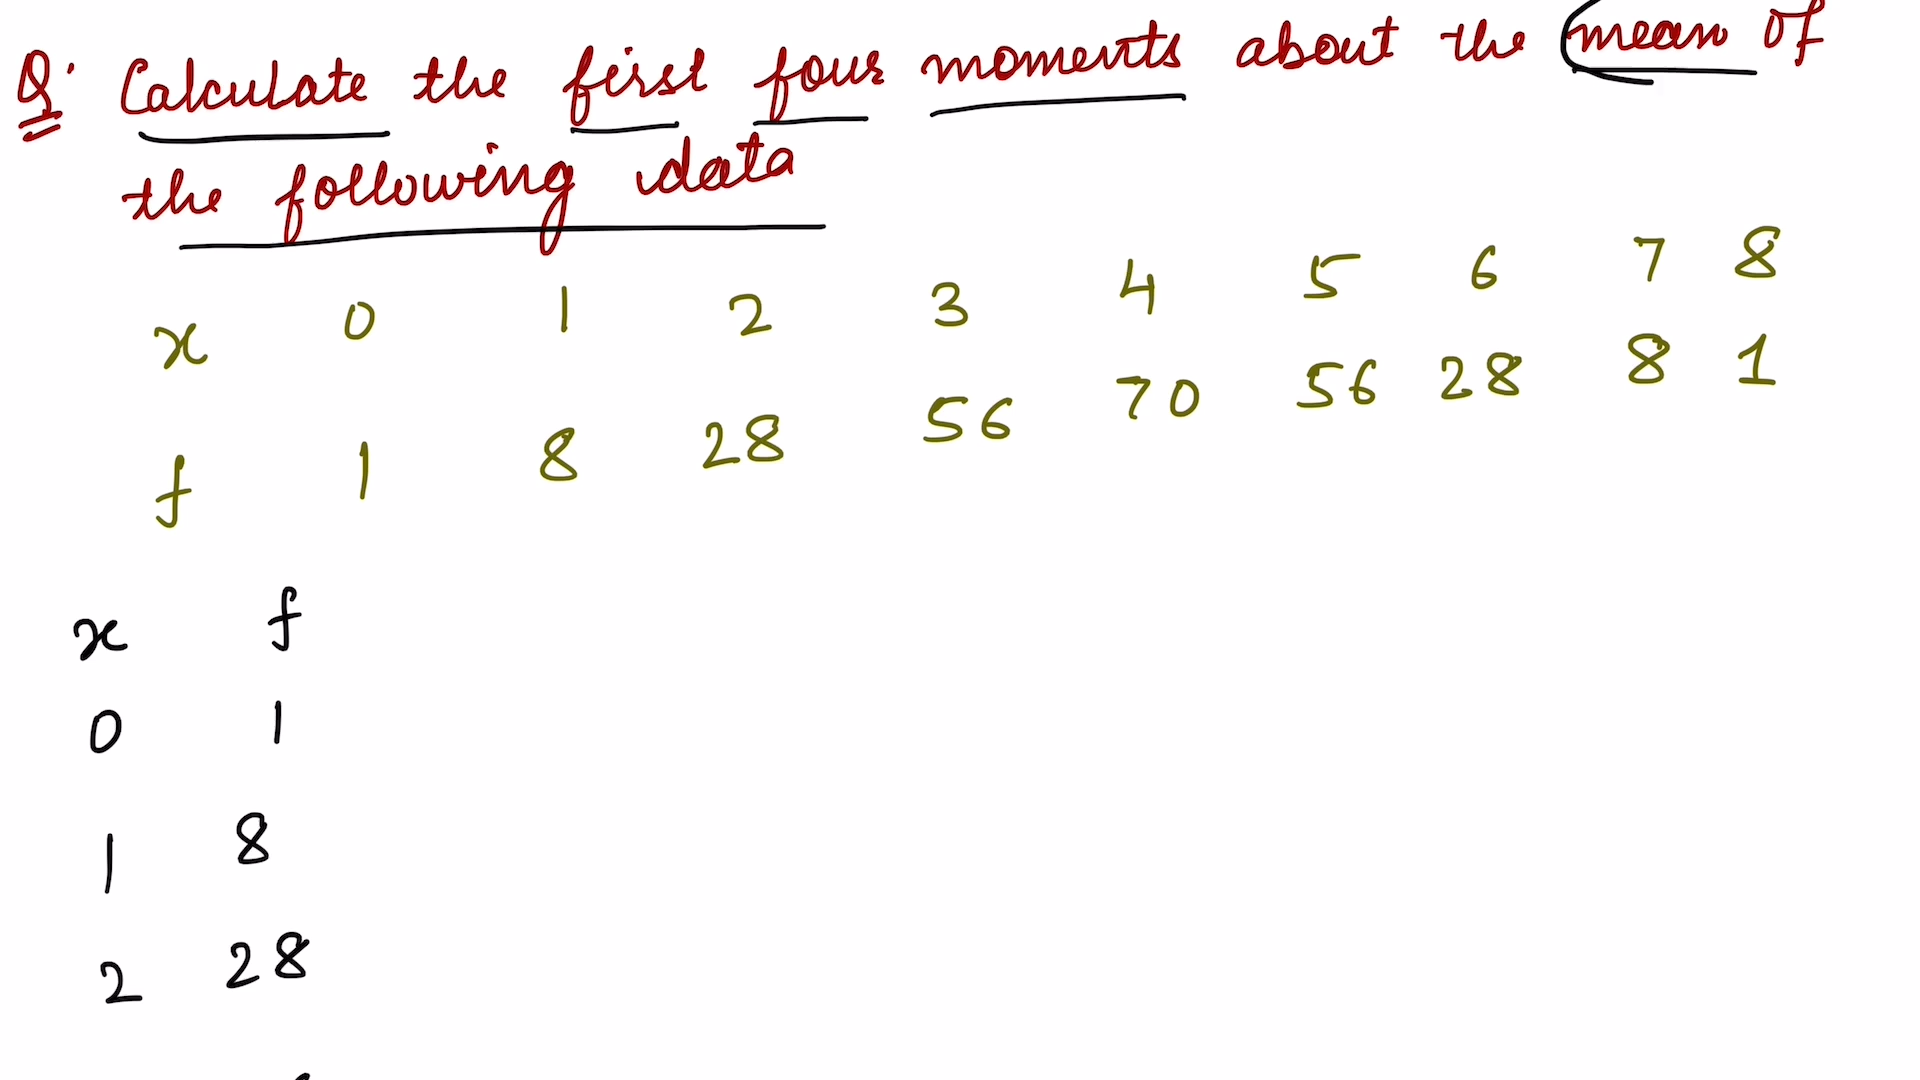 Q. Calculate the first four moments about the mean of
the following data
x 0 1 2 3 4 5 6 7 8
f 1 8 28 56 70 56 28 8 1
x f
0 1
1 8
2 28